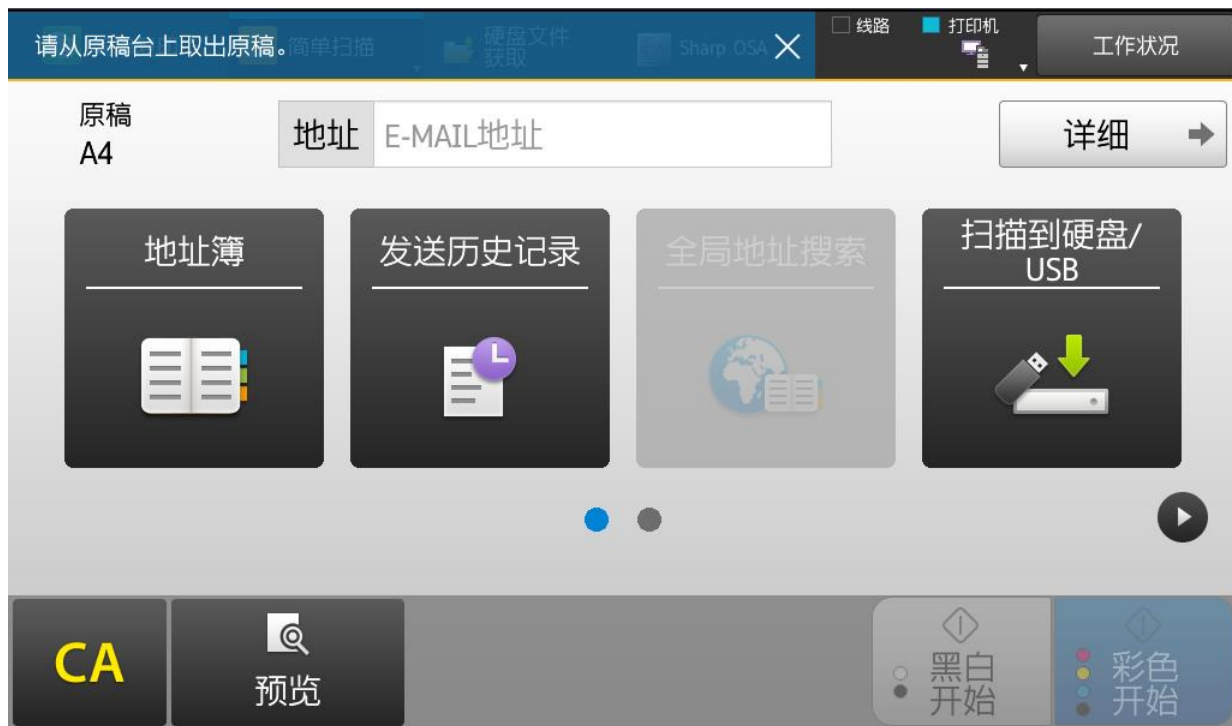 请从原稿台上取出原稿。
简单扫描
硬盘文件
获取
Sharp OSA
线路
打印机
工作状况
原稿
A4
地址
E-MAIL地址
详细
地址簿
发送历史记录
全局地址搜索
扫描到硬盘/
USB
CA
预览
黑白
开始
彩色
开始